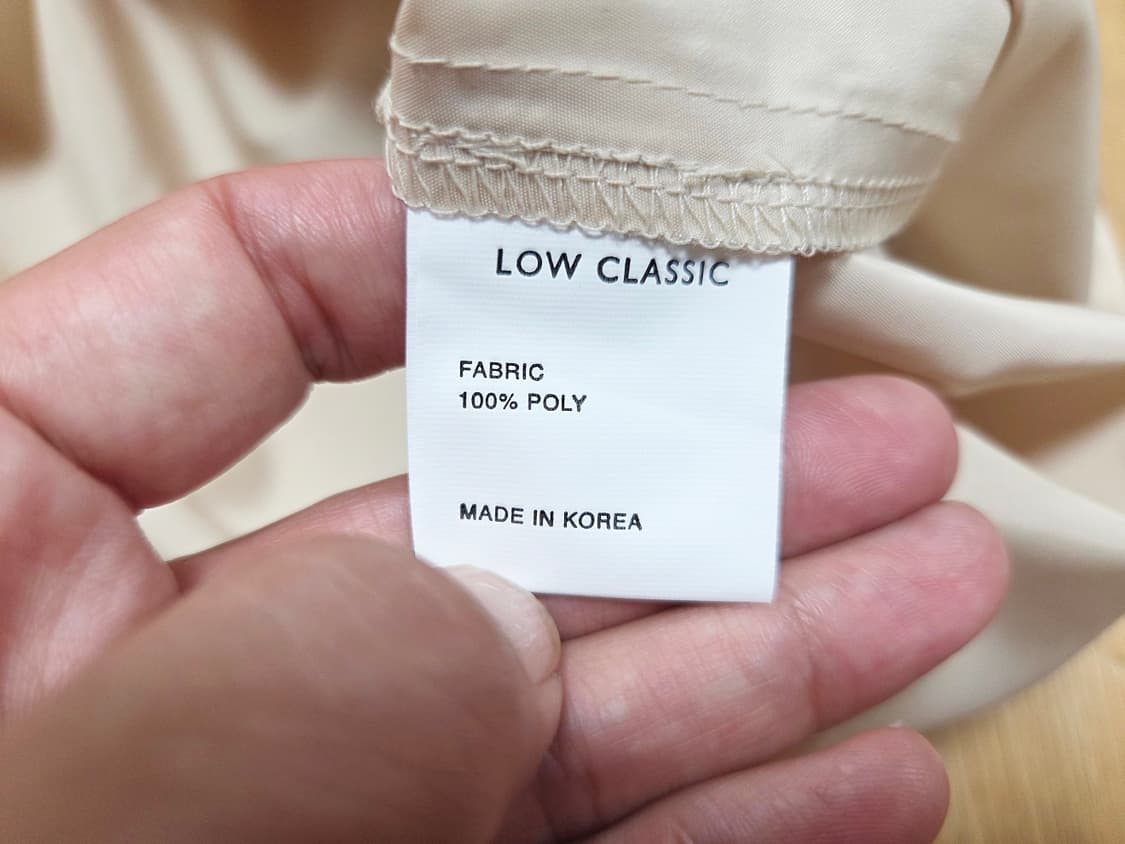 LOW CLASSIC
FABRIC
100% POLY
MADE IN KOREA